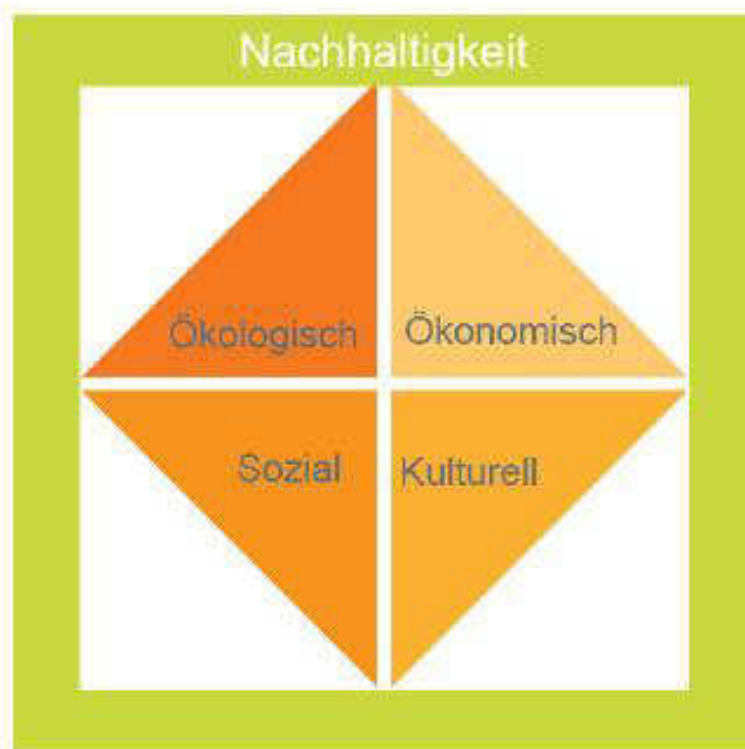 Nachhaltigkeit
Ökologisch
Ökonomisch
Sozial
Kulturell